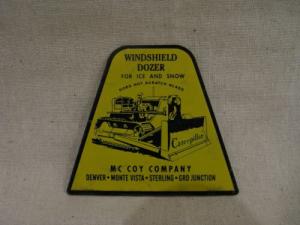 WINDSHIELD
DOZER
FOR ICE AND SNOW
DOES NOT SCRATCH GLASS
Caterpillar
MC COY COMPANY
DENVER • MONTE VISTA • STERLING • GRD JUNCTION